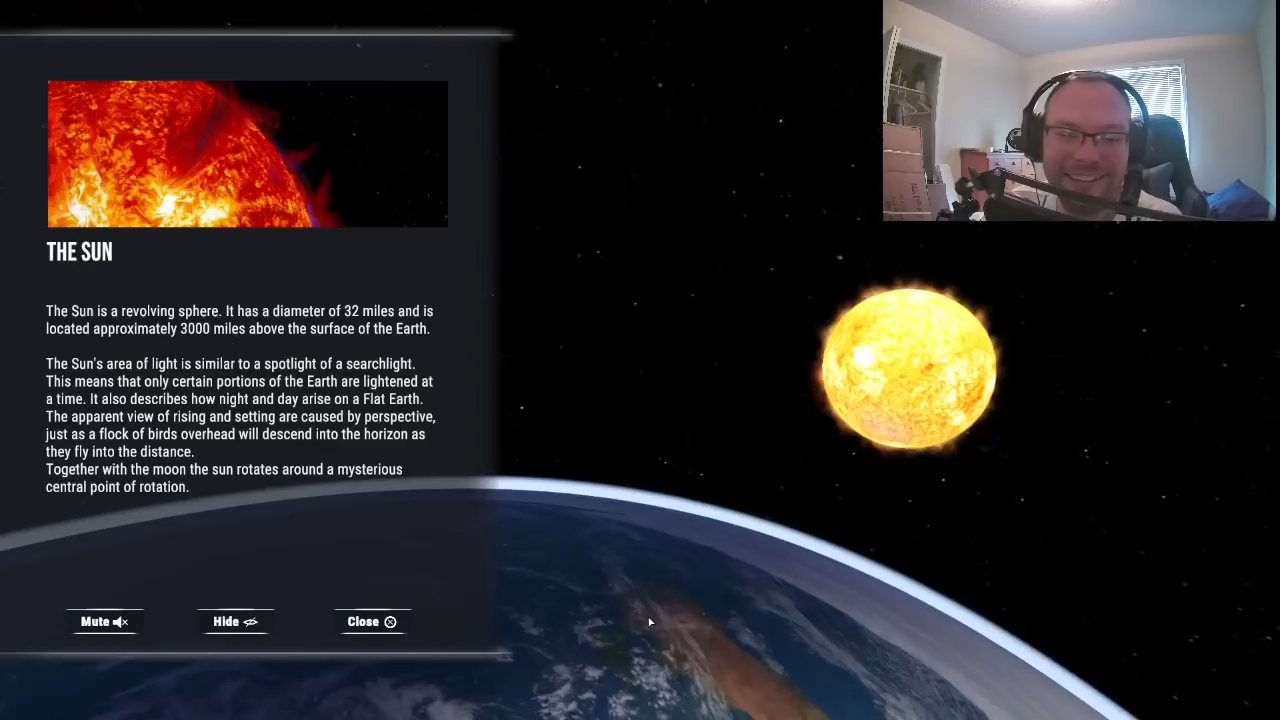 THE SUN
The Sun is a revolving sphere. It has a diameter of 32 miles and is
located approximately 3000 miles above the surface of the Earth.
The Sun's area of light is similar to a spotlight of a searchlight.
This means that only certain portions of the Earth are lightened at
a time. It also describes how night and day arise on a Flat Earth.
The apparent view of rising and setting are caused by perspective,
just as a flock of birds overhead will descend into the horizon as
they fly into the distance.
Together with the moon the sun rotates around a mysterious
central point of rotation.
Mute
Hide
Close